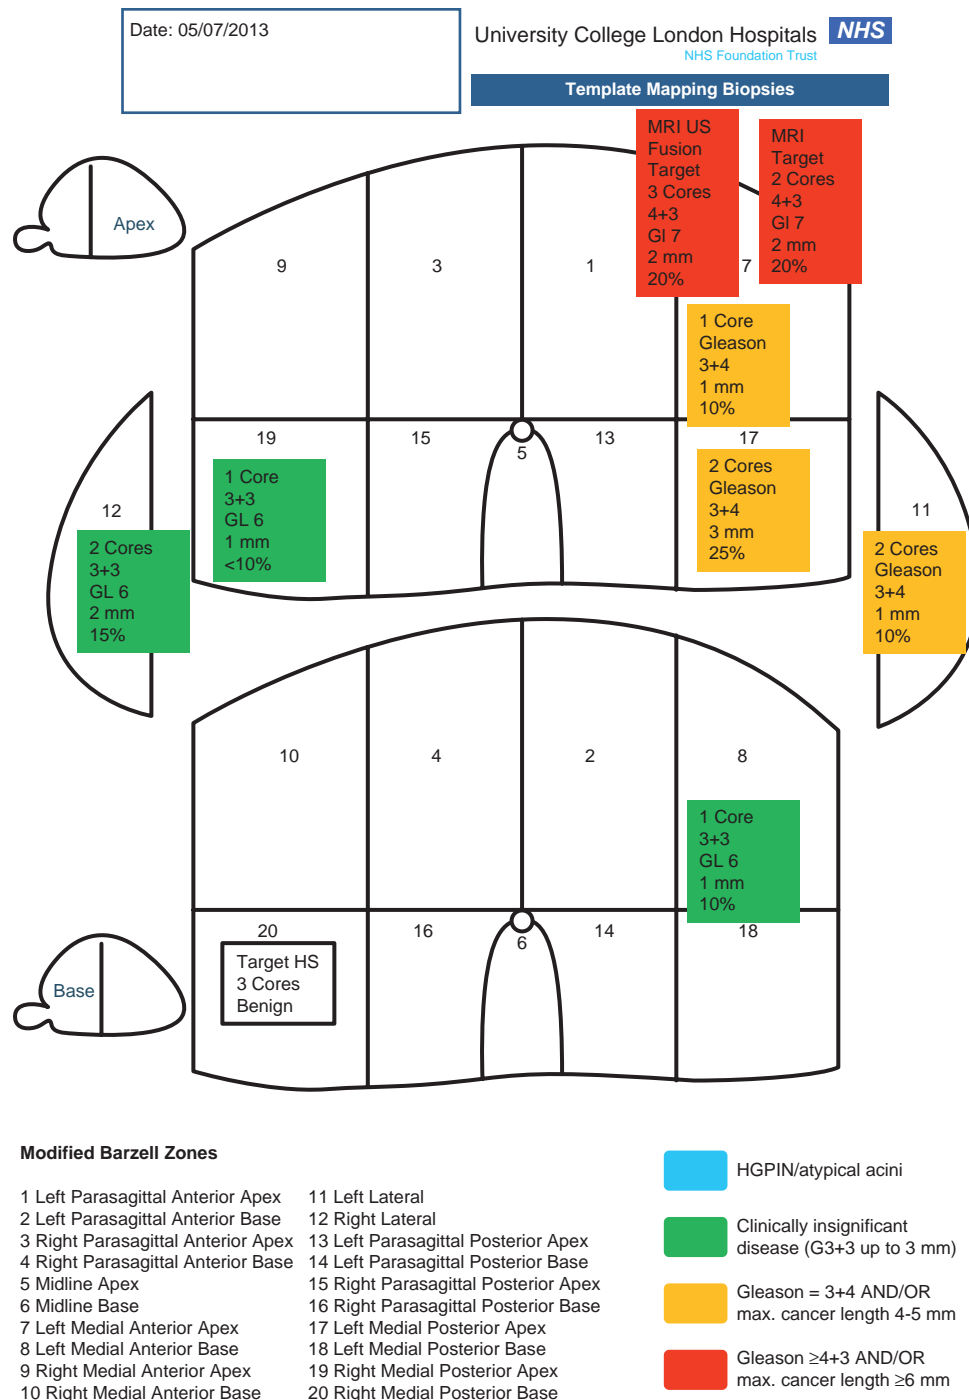 Date: 05/07/2013
University College London Hospitals NHS
NHS Foundation Trust
Template Mapping Biopsies
MRI US
Fusion
Target
3 Cores
4+3
Gl 7
2 mm
20%
MRI
Target
2 Cores
4+3
Gl 7
2 mm
20%
Apex
9
3
1
7
1 Core
Gleason
3+4
1 mm
10%
19
15
5
13
17
1 Core
3+3
GL 6
1 mm
<10%
2 Cores
Gleason
3+4
3 mm
25%
12
2 Cores
3+3
GL 6
2 mm
15%
11
2 Cores
Gleason
3+4
1 mm
10%
10
4
2
8
1 Core
3+3
GL 6
1 mm
10%
20
16
6
14
18
Target HS
3 Cores
Benign
Base
Modified Barzell Zones
1 Left Parasagittal Anterior Apex
2 Left Parasagittal Anterior Base
3 Right Parasagittal Anterior Apex
4 Right Parasagittal Anterior Base
5 Midline Apex
6 Midline Base
7 Left Medial Anterior Apex
8 Left Medial Anterior Base
9 Right Medial Anterior Apex
10 Right Medial Anterior Base
11 Left Lateral
12 Right Lateral
13 Left Parasagittal Posterior Apex
14 Left Parasagittal Posterior Base
15 Right Parasagittal Posterior Apex
16 Right Parasagittal Posterior Base
17 Left Medial Posterior Apex
18 Left Medial Posterior Base
19 Right Medial Posterior Apex
20 Right Medial Posterior Base
HGPIN/atypical acini
Clinically insignificant
disease (G3+3 up to 3 mm)
Gleason = 3+4 AND/OR
max. cancer length 4-5 mm
Gleason ≥4+3 AND/OR
max. cancer length ≥6 mm